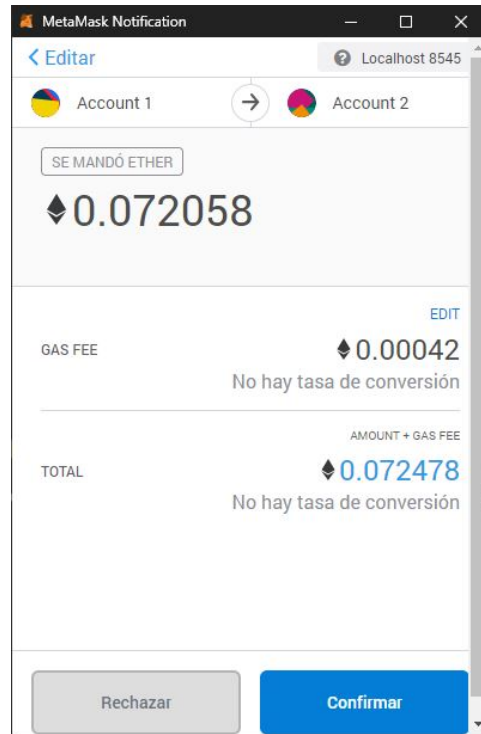 MetaMask Notification
< Editar
Localhost 8545
Account 1
Account 2
SE MANDÓ ETHER
0.072058
EDIT
GAS FEE
0.00042
No hay tasa de conversión
AMOUNT + GAS FEE
TOTAL
0.072478
No hay tasa de conversión
Rechazar
Confirmar